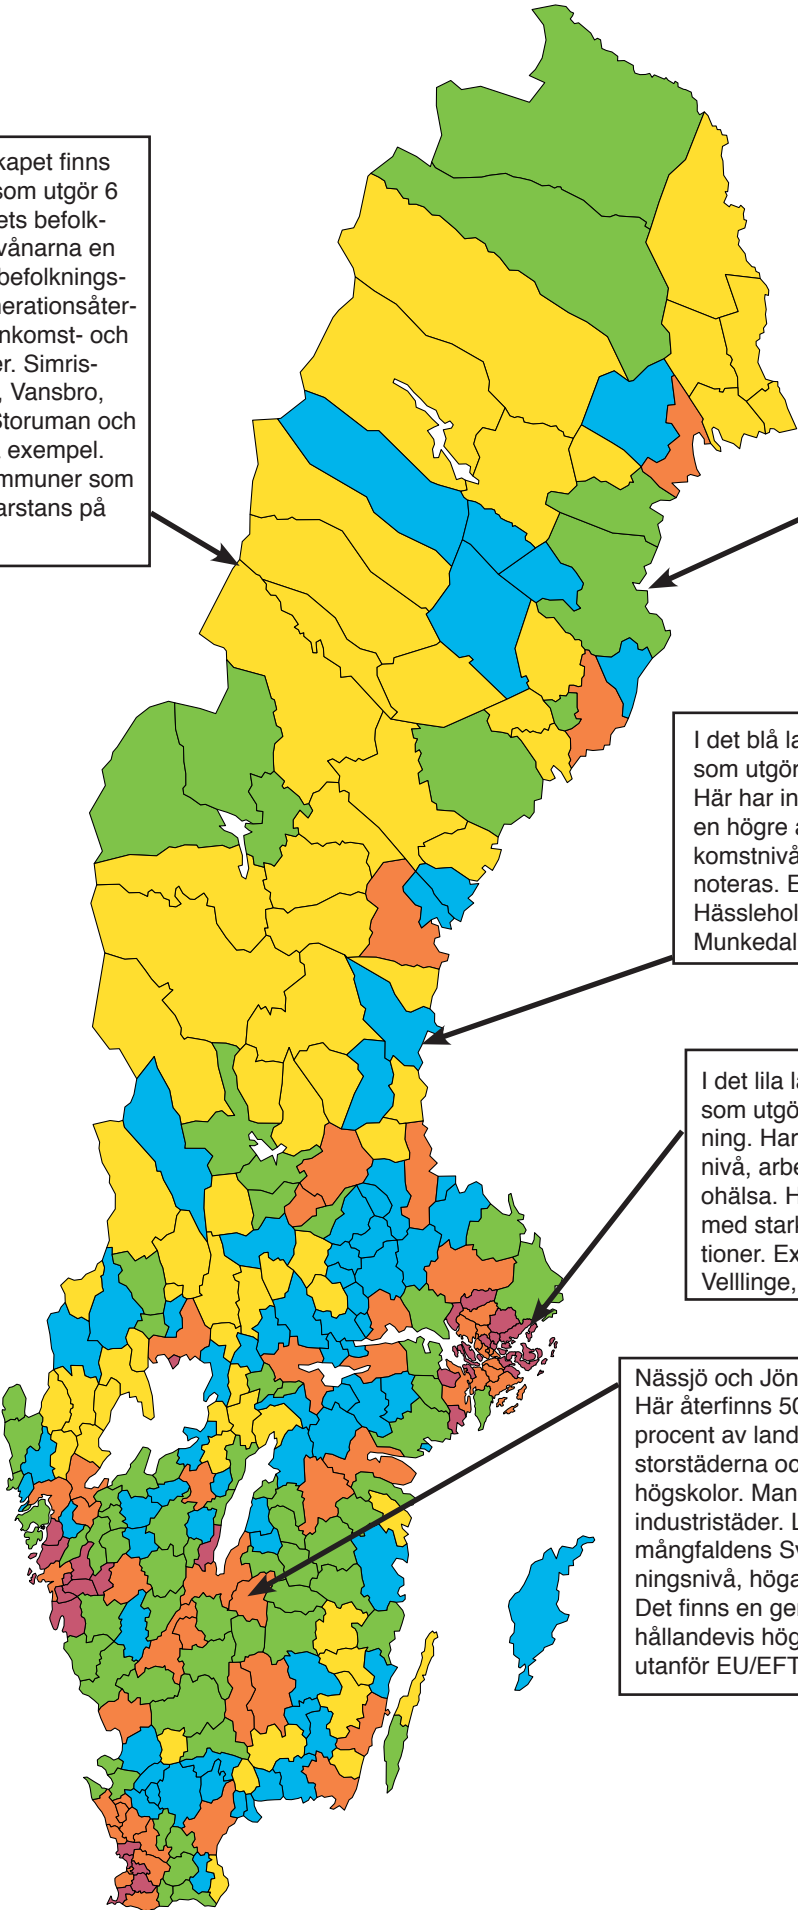 kapet finns
som utgör 6
ets befolk-
vånarna en
befolknings-
nerationsåter-
nkomst- och
er. Simris-
, Vansbro,
Storuman och
exempel.
mmuner som
arstans på
I det blå la
som utgör
Här har in
en högre a
komstnivå
noteras. E
Hässlehol
Munkedal
I det lila la
som utgö
ning. Har
nivå, arbe
ohälsa. H
med stark
tioner. Ex
Velllinge,
Nässjö och Jön
Här återfinns 50
procent av land
storstäderna oc
högskolor. Man
industristäder. L
mångfaldens Sv
ningsnivå, höga
Det finns en ger
hållandevis hög
utanför EU/EFT